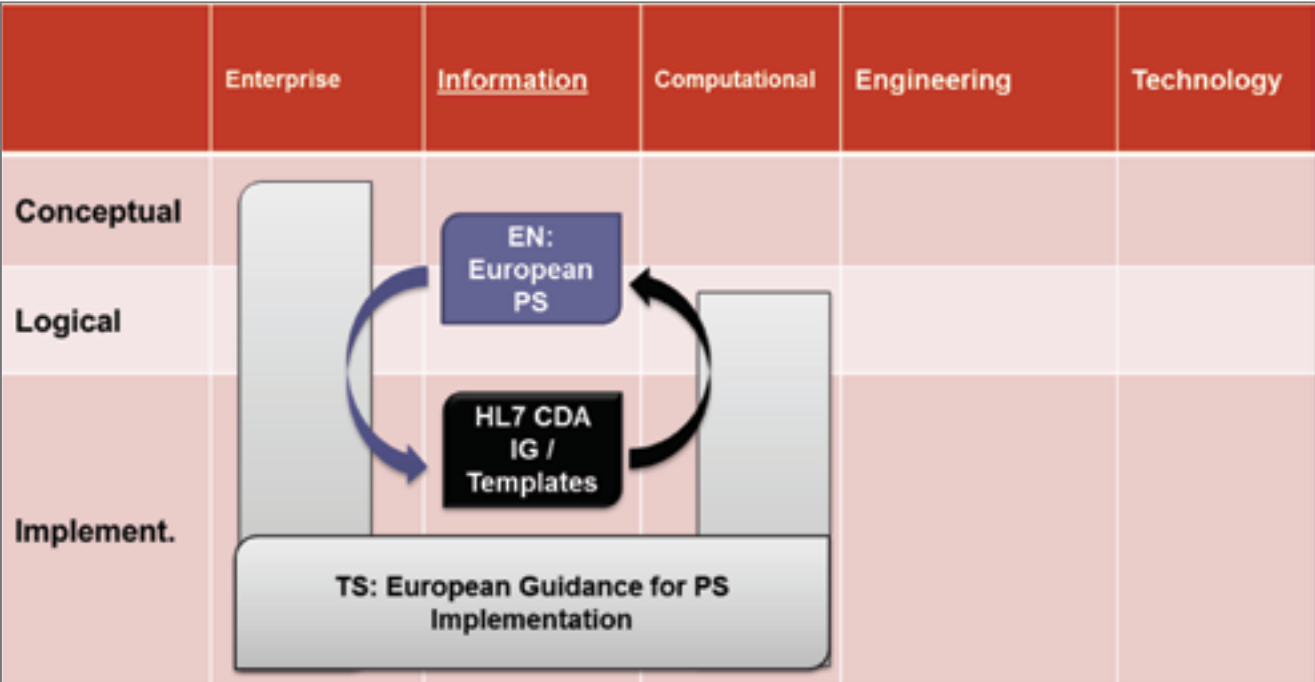 Enterprise Information Computational Engineering Technology
Conceptual
EN:
European
PS
Logical
HL7 CDA
IG /
Templates
Implement.
TS: European Guidance for PS
Implementation